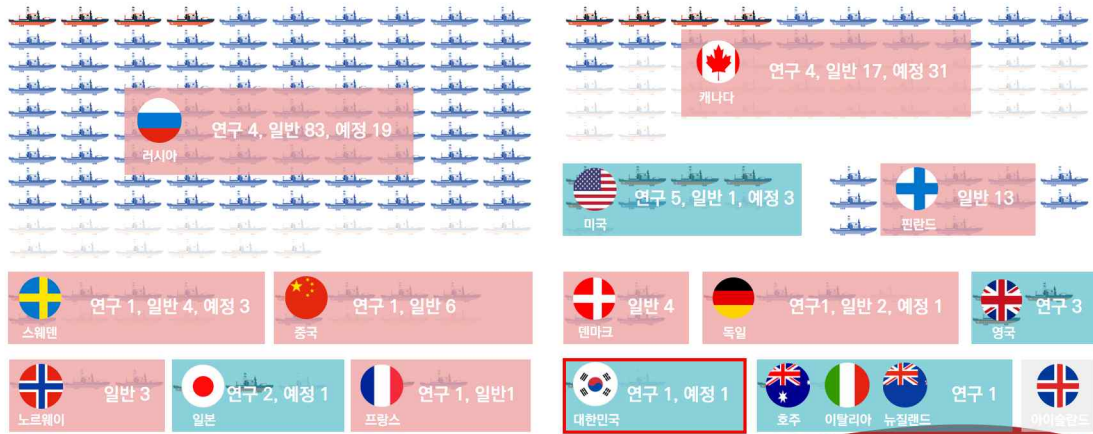 연구 4, 일반 83, 예정 19
러시아
연구 4, 일반 17, 예정 31
캐나다
연구 5, 일반 1, 예정 3
미국
일반 13
핀란드
연구 1, 일반 4, 예정 3
스웨덴
연구 1, 일반 6
중국
일반 4
덴마크
연구1, 일반 2, 예정 1
독일
연구 3
영국
일반 3
노르웨이
연구 2, 예정 1
일본
연구 1, 일반1
프랑스
연구 1, 예정 1
대한민국
연구 1
호주 이탈리아 뉴질랜드
아이슬란드